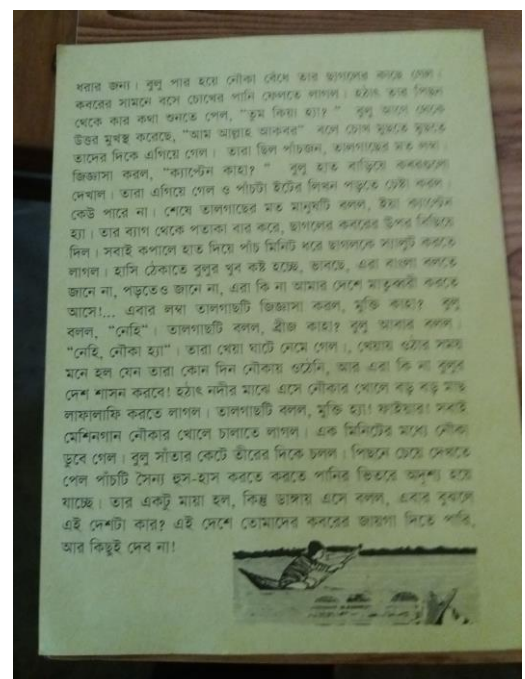 ধরার জন্য। বুলু পার হয়ে নৌকা বেঁধে তার ছাগলের কাছে গেল।
কবরের সামনে বসে চোখের পানি ফেলতে লাগল। হঠাৎ তার পিছন
থেকে কার কথা শুনতে পেল, “তুম কিয়া হ্যা? ” বুলু আগে থেকে
উত্তর মুখস্থ করেছে, “আম আল্লাহ আকবর” বলে চোখ মুছতে মুছতে
তাদের দিকে এগিয়ে গেল। তারা ছিল পাঁচজন, তালগাছের মত লম্বা।
জিজ্ঞাসা করল, “ক্যাপ্টেন কাহা? ” বুলু হাত বাড়িয়ে কবরগুলো
দেখাল। তারা এগিয়ে গেল ও পাঁচটা ইটের লিখন পড়তে চেষ্টা করল।
কেউ পারে না। শেষে তালগাছের মত মানুষটি বলল, ইয়া ক্যাপ্টেন
হ্যা। তার ব্যাগ থেকে পতাকা বার করে, ছাগলের কবরের উপর বিছিয়ে
দিল। সবাই কপালে হাত দিয়ে পাঁচ মিনিট ধরে ছাগলকে স্যালুট করতে
লাগল। হাসি ঠেকাতে বুলুর খুব কষ্ট হচ্ছে, ভাবছে, এরা বাংলা বলতে
জানে না, পড়তেও জানে না, এরা কি না আমার দেশে মাতুব্বরী করতে
আসে!... এবার লম্বা তালগাছটি জিজ্ঞাসা করল, মুক্তি কাহা? বুলু
বলল, “নেহি”। তালগাছটি বলল, ব্রীজ কাহা? বুলু আবার বলল।
“নেহি, নৌকা হ্যা”। তারা খেয়া ঘাটে নেমে গেল।, খেয়ায় ওঠার সময়
মনে হল যেন তারা কোন দিন নৌকায় ওঠেনি, আর এরা কি না বুলুর
দেশ শাসন করবে! হঠাৎ নদীর মাঝে এসে নৌকার খোলে বড় বড় মাছ
লাফালাফি করতে লাগল। তালগাছটি বলল, মুক্তি হ্যা! ফাইয়ার! সবাই
মেশিনগান নৌকার খোলে চালাতে লাগল। এক মিনিটের মধ্যে নৌকা
ডুবে গেল। বুলু সাঁতার কেটে তীরের দিকে চলল। পিছনে চেয়ে দেখতে
পেল পাঁচটি সৈন্য হুস-হাস করতে করতে পানির ভিতরে অদৃশ্য হয়ে
যাচ্ছে। তার একটু মায়া হল, কিন্তু ডাঙ্গায় এসে বলল, এবার বুঝলে
এই দেশটা কার? এই দেশে তোমাদের কবরের জায়গা দিতে পারি,
আর কিছুই দেব না!